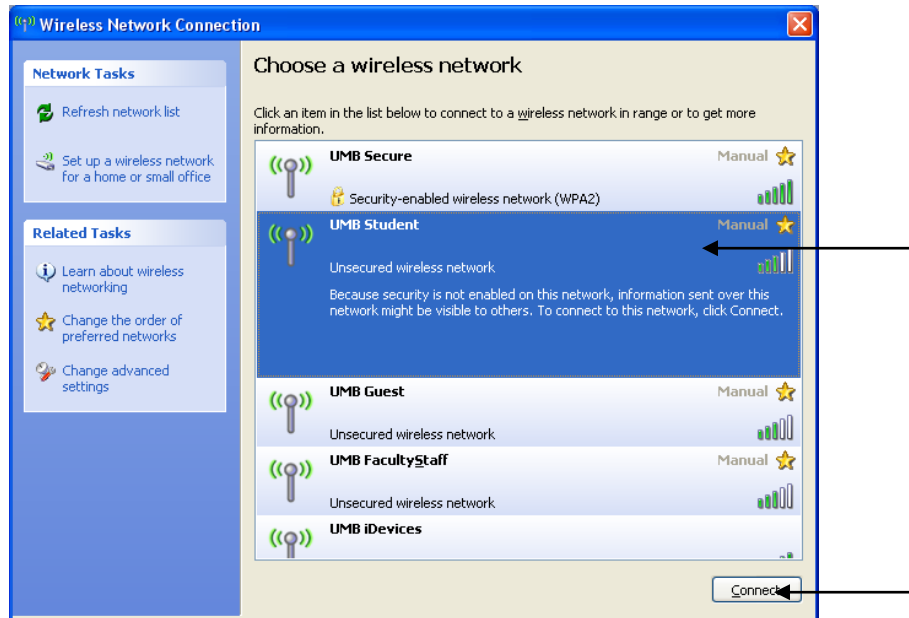 Wireless Network Connection
Network Tasks
Refresh network list
Set up a wireless network
for a home or small office
Related Tasks
Learn about wireless
networking
Change the order of
preferred networks
Change advanced
settings
Choose a wireless network
Click an item in the list below to connect to a wireless network in range or to get more
information.
UMB Secure Manual
Security-enabled wireless network (WPA2)
UMB Student Manual
Unsecured wireless network
Because security is not enabled on this network, information sent over this
network might be visible to others. To connect to this network, click Connect.
UMB Guest Manual
Unsecured wireless network
UMB FacultyStaff Manual
Unsecured wireless network
UMB iDevices
Connect